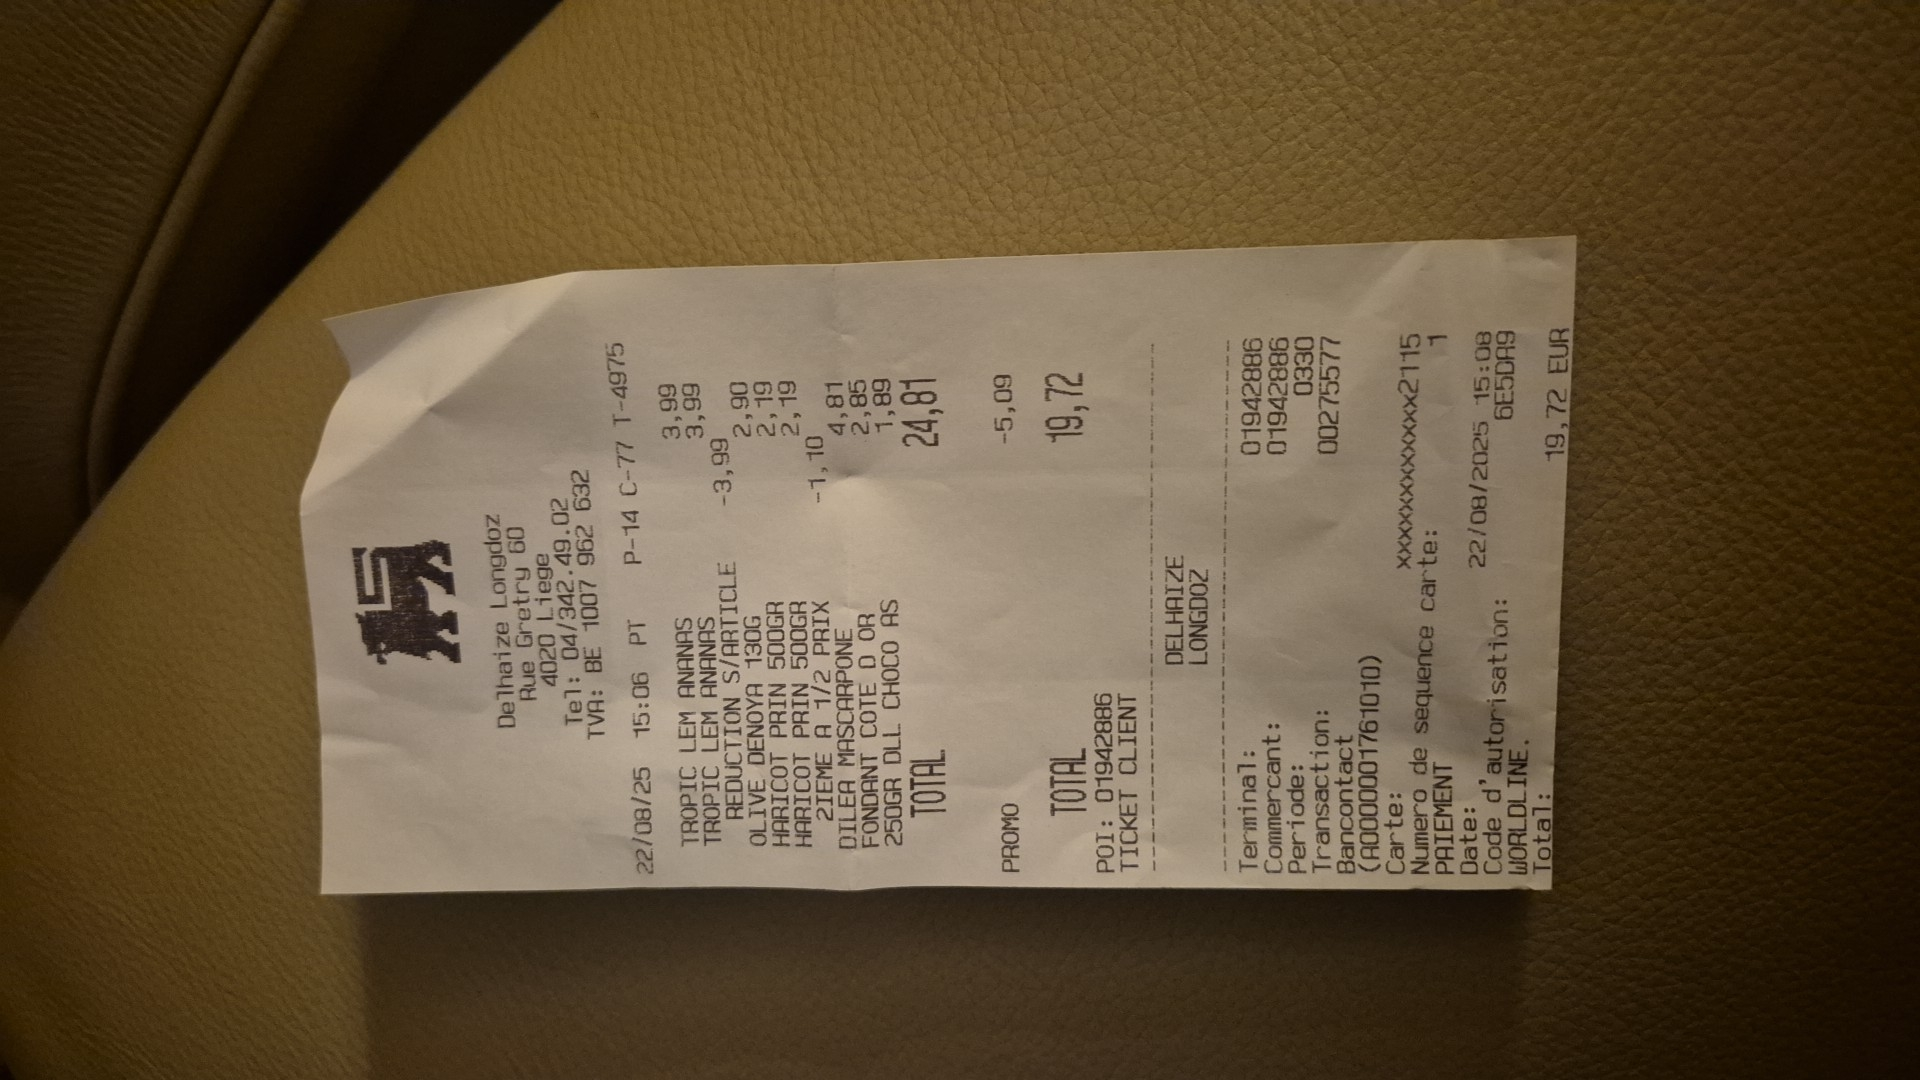 Delhaize Longdoz
Rue Gretry 60
4020 Liege
Tel: 04/342.49.02
TVA: BE 1007 962 632
22/08/25 15:06 PT P-14 C-77 T-4975
TROPIC LEM ANANAS 3,99
TROPIC LEM ANANAS 3,99
REDUCTION S/ARTICLE -3,99
OLIVE DENOYA 130G 2,90
HARICOT PRIN 500GR 2,19
HARICOT PRIN 500GR 2,19
2IEME A 1/2 PRIX -1,10
DILEA MASCARPONE 4,81
FONDANT COTE D OR 2,85
250GR DLL CHOCO AS 1,89
TOTAL 24,81
PROMO -5,09
TOTAL 19,72
POI: 01942886
TICKET CLIENT
DELHAIZE
LONGDOZ
Terminal: 01942886
Commercant: 01942886
Periode: 0330
Transaction: 00275577
Bancontact
(A0000001761010)
Carte: xxxxxxxxxxxxx2115
Numero de sequence carte: 1
PAIEMENT
Date: 22/08/2025 15:08
Code d'autorisation: 6E5DA9
WORLDLINE.
Total: 19,72 EUR